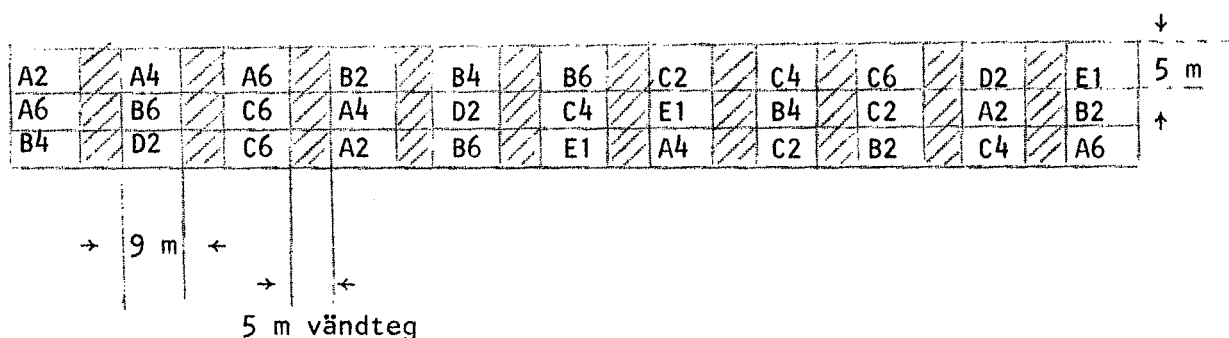 A2 A4 A6 B2 B4 B6 C2 C4 C6 D2 E1
5 m
A6 B6 C6 A4 D2 C4 E1 B4 C2 A2 B2
B4 D2 C6 A2 B6 E1 A4 C2 B2 C4 A6
9 m
5 m vändteg